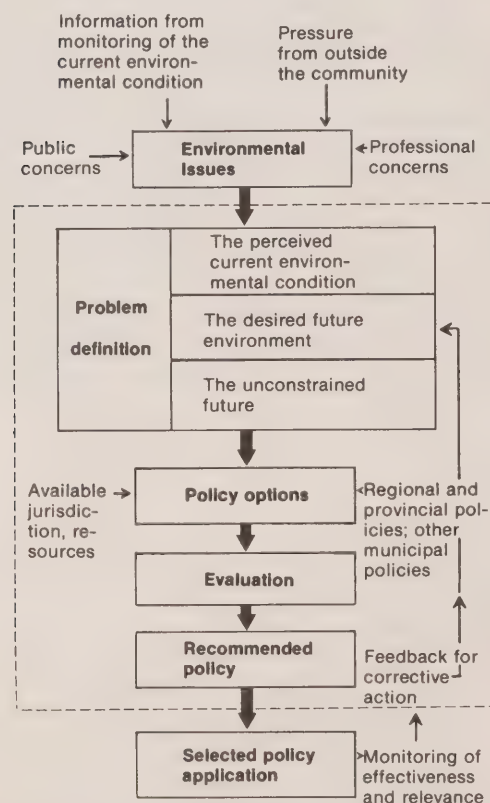 Information from
monitoring of the
current environ-
mental condition
Pressure
from outside
the community
Public
concerns
Environmental
Issues
Professional
concerns
Problem
definition
The perceived
current environ-
mental condition
The desired future
environment
The unconstrained
future
Available
jurisdic-
tion, re-
sources
Policy options
Regional and
provincial poli-
cies; other
municipal
policies
Evaluation
Recommended
policy
Feedback for
corrective
action
Selected policy
application
Monitoring of
effectiveness
and relevance